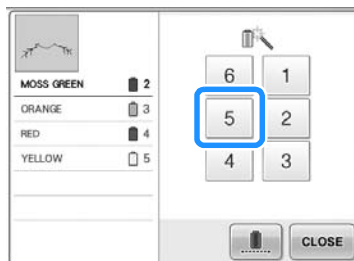 MOSS GREEN 2
ORANGE 3
RED 4
YELLOW 5
6 1
5 2
4 3
CLOSE